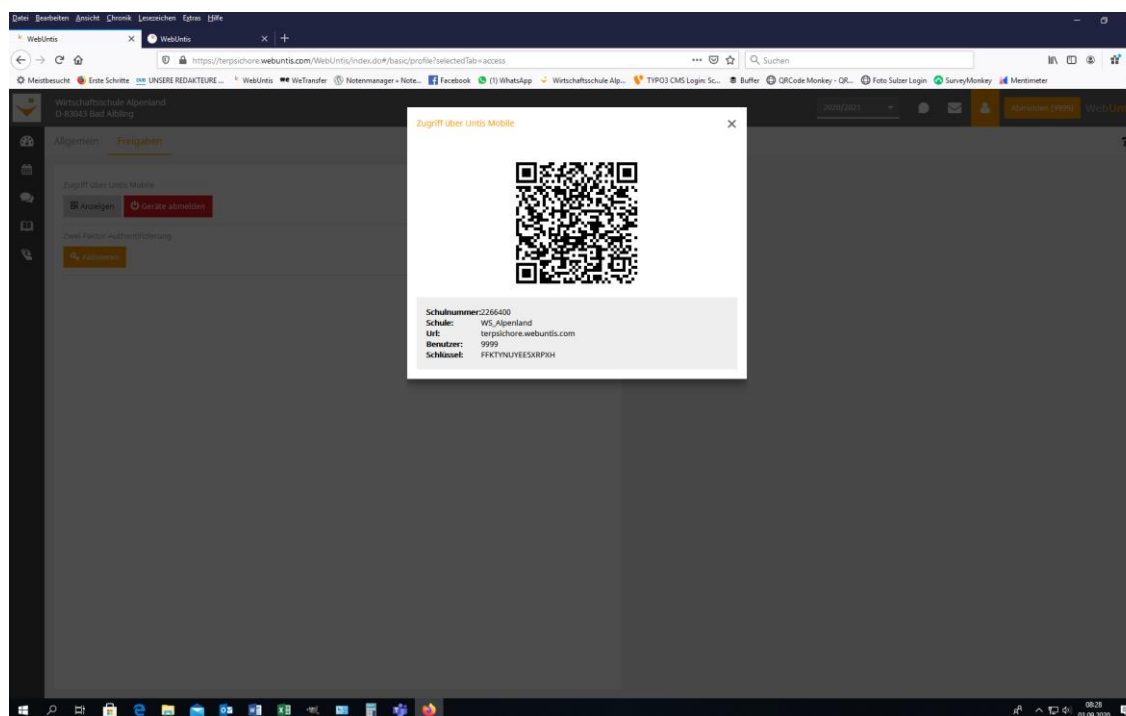 Datei Bearbeiten Ansicht Chronik Lesezeichen Extras Hilfe
WebUntis WebUntis
https://terpsichore.webuntis.com/WebUntis/index.do#/basic/profile?selectedTab=access Suchen
Meistbesucht Erste Schritte UNSERE REDAKTEURE ... WebUntis WeTransfer Notenmanager » Note... Facebook (1) WhatsApp Wirtschaftsschule Alp... TYPO3 CMS Login: Sc... Buffer QRCode Monkey - QR... Foto Sulzer Login SurveyMonkey Mentimeter
Wirtschaftsschule Alpenland
D-83043 Bad Aibling
2020/2021 Abmelden (9999) WebUnt
Allgemein Freigaben
Zugriff über Untis Mobile
Anzeigen Geräte abmelden
Zwei-Faktor-Authentifizierung
Aktivieren
Zugriff über Untis Mobile
Schulnummer:2266400
Schule: WS_Alpenland
Url: terpsichore.webuntis.com
Benutzer: 9999
Schlüssel: FFKTYNUYEESXRPXH
08:28
03.09.2020